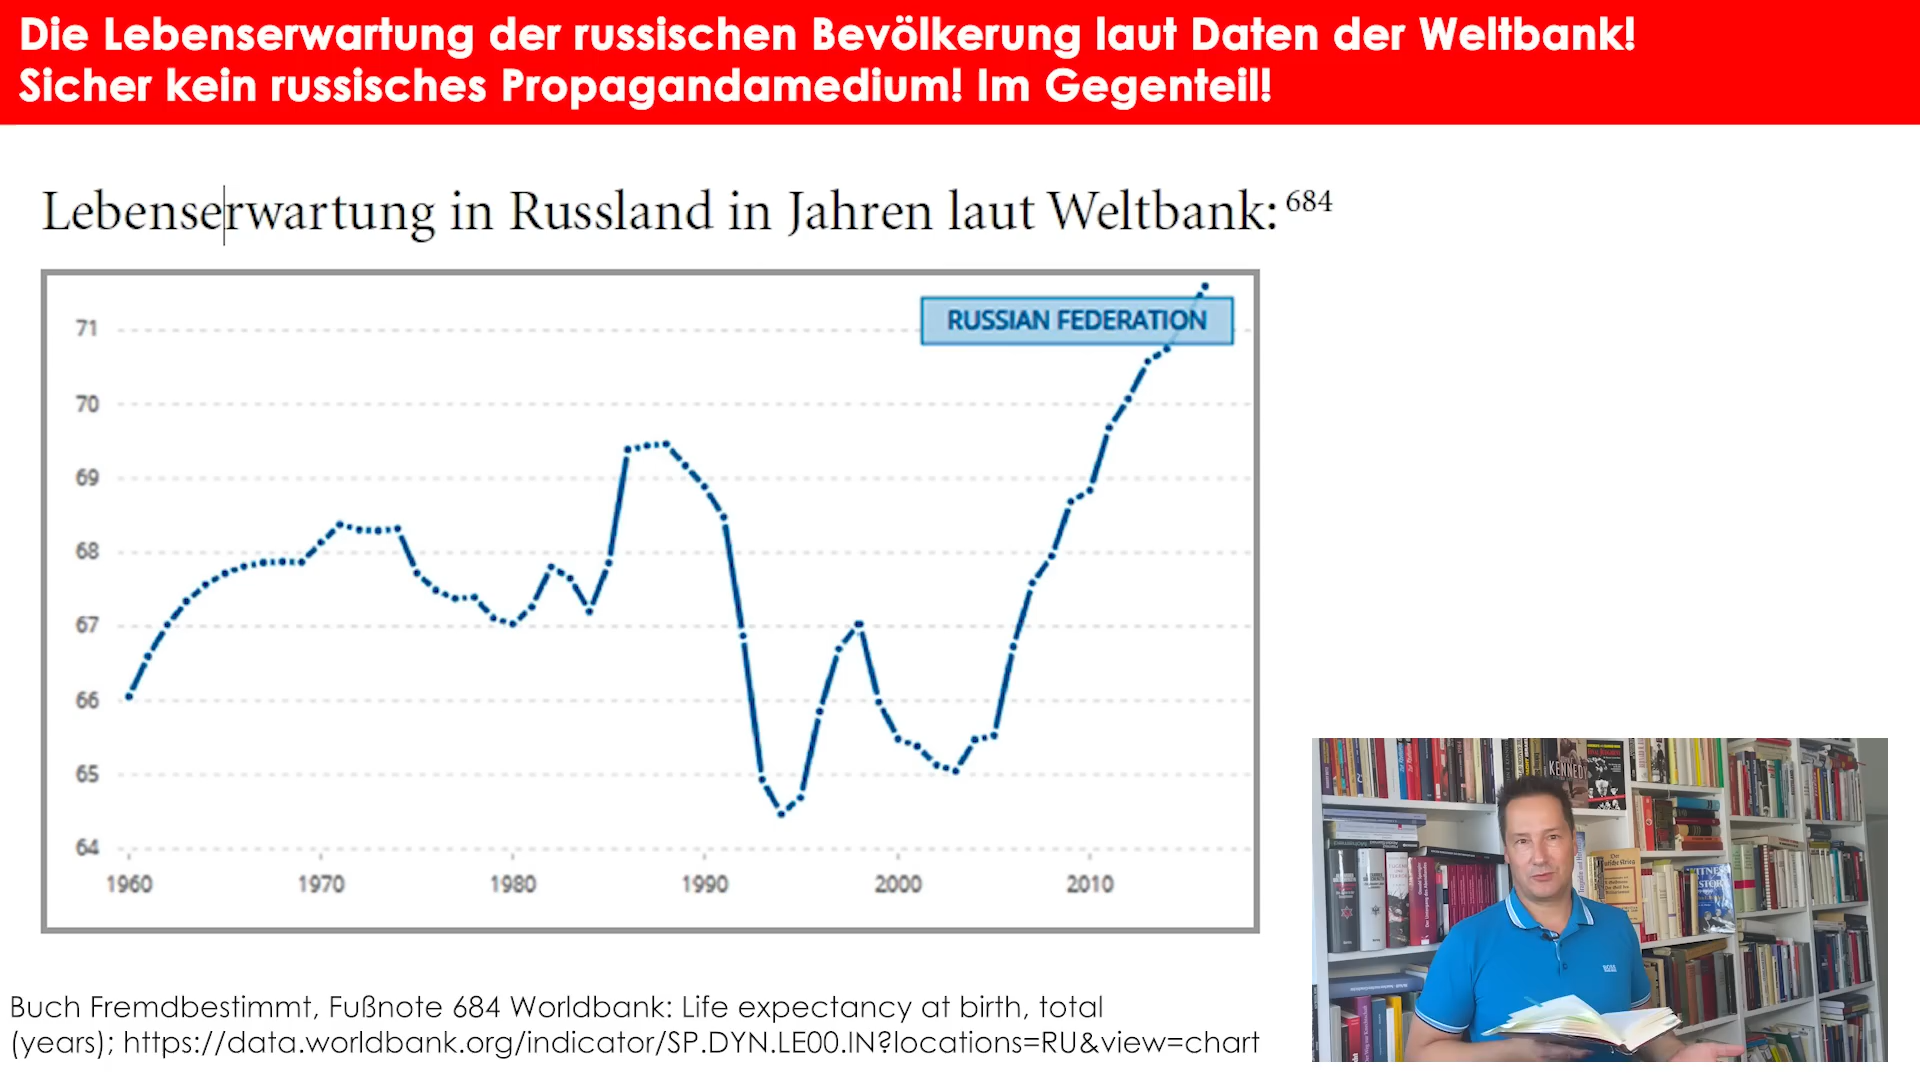 Die Lebenserwartung der russischen Bevölkerung laut Daten der Weltbank!
Sicher kein russisches Propagandamedium! Im Gegenteil!
Lebenserwartung in Russland in Jahren laut Weltbank: 684
RUSSIAN FEDERATION
71
70
69
68
67
66
65
64
1960
1970
1980
1990
2000
2010
KENNEDY
BOSS
Buch Fremdbestimmt, Fußnote 684 Worldbank: Life expectancy at birth, total
(years); https://data.worldbank.org/indicator/SP.DYN.LE00.IN?locations=RU&view=chart